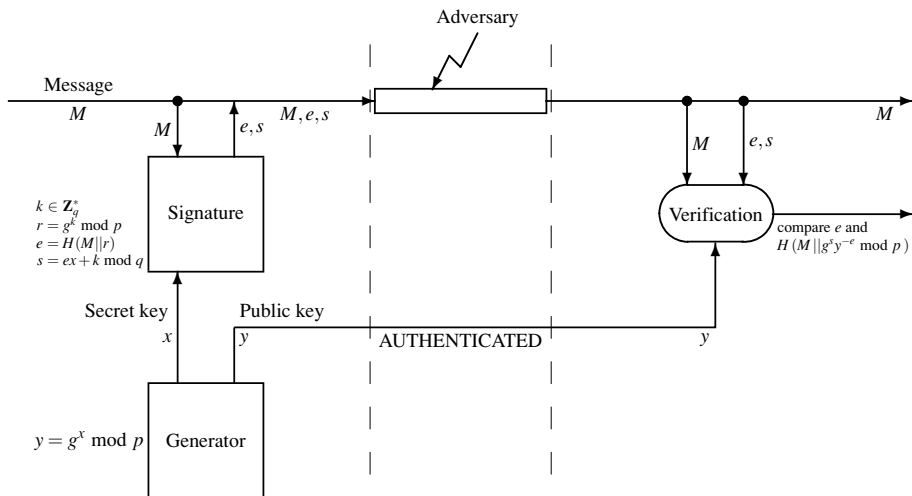 Adversary
Message
M
M, e, s
M
M
e, s
M
e, s
k ∈ Z*q
r = g^k mod p
e = H(M||r)
s = ex + k mod q
Signature
Verification
compare e and
H(M||g^s y^−e mod p)
Secret key
x
Public key
y
AUTHENTICATED
y
y = g^x mod p
Generator